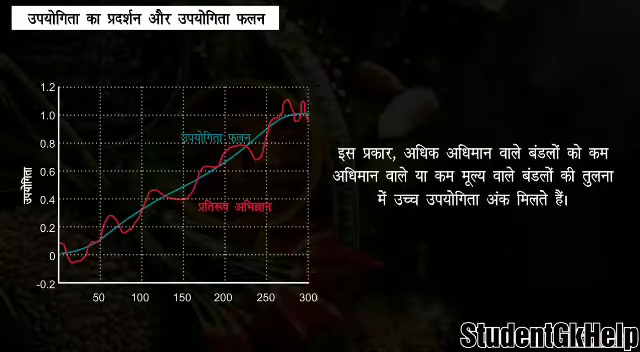 उपयोगिता का प्रदर्शन और उपयोगिता फलन
1.2
1.0
0.8
0.6
0.4
0.2
0
-0.2
उपयोगिता
उपयोगिता फलन
प्रतिरूप अभिज्ञान
50 100 150 200 250 300
इस प्रकार, अधिक अधिमान वाले बंडलों को कम
अधिमान वाले या कम मूल्य वाले बंडलों की तुलना
में उच्च उपयोगिता अंक मिलते हैं।
StudentGkHelp